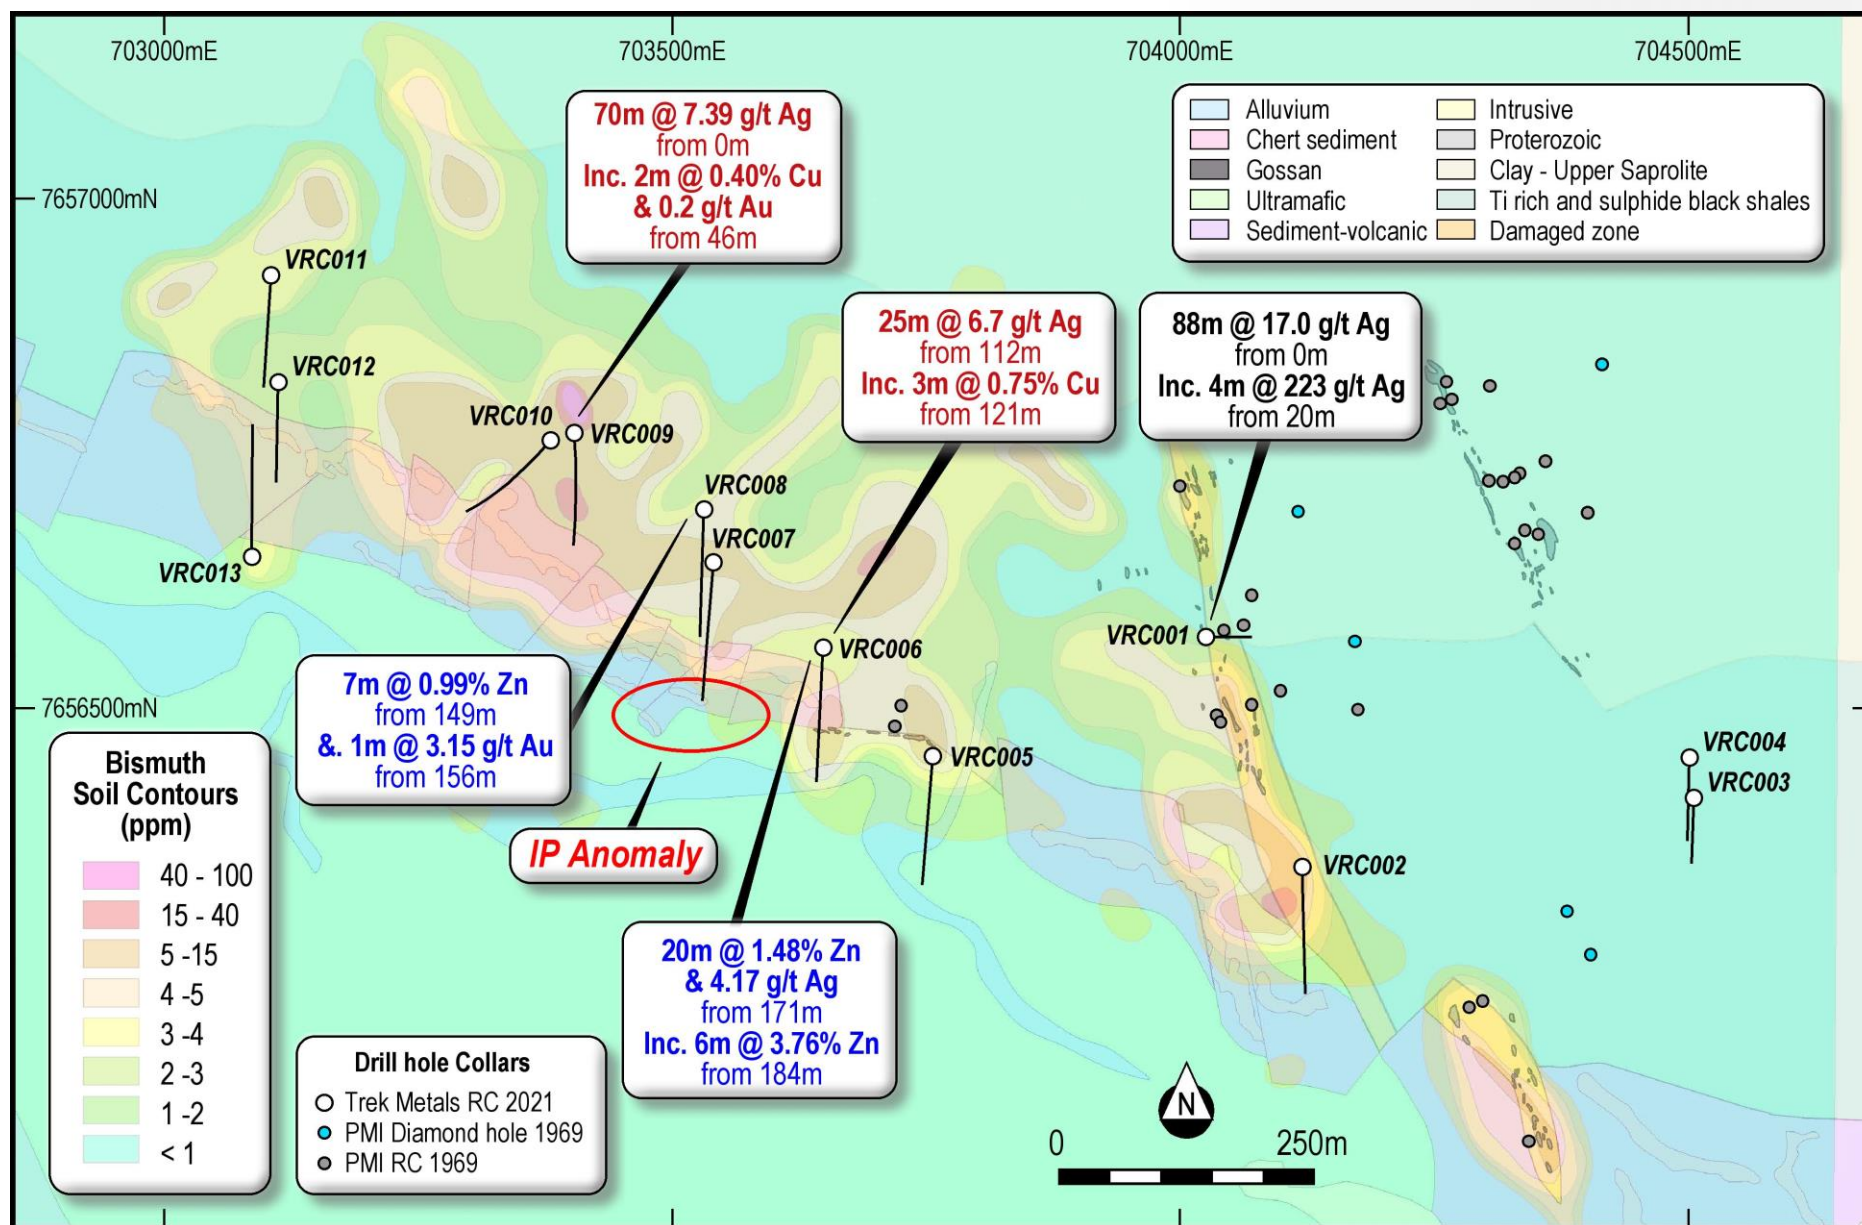 703000mE
703500mE
704000mE
704500mE
7657000mN
7656500mN
70m @ 7.39 g/t Ag
from 0m
Inc. 2m @ 0.40% Cu
& 0.2 g/t Au
from 46m
Alluvium
Chert sediment
Gossan
Ultramafic
Sediment-volcanic
Intrusive
Proterozoic
Clay - Upper Saprolite
Ti rich and sulphide black shales
Damaged zone
25m @ 6.7 g/t Ag
from 112m
Inc. 3m @ 0.75% Cu
from 121m
88m @ 17.0 g/t Ag
from 0m
Inc. 4m @ 223 g/t Ag
from 20m
VRC011
VRC012
VRC010
VRC009
VRC008
VRC007
VRC013
VRC006
VRC001
VRC005
VRC004
VRC003
VRC002
7m @ 0.99% Zn
from 149m
&. 1m @ 3.15 g/t Au
from 156m
IP Anomaly
20m @ 1.48% Zn
& 4.17 g/t Ag
from 171m
Inc. 6m @ 3.76% Zn
from 184m
Bismuth
Soil Contours
(ppm)
40 - 100
15 - 40
5 -15
4 -5
3 -4
2 -3
1 -2
< 1
Drill hole Collars
Trek Metals RC 2021
PMI Diamond hole 1969
PMI RC 1969
N
0
250m